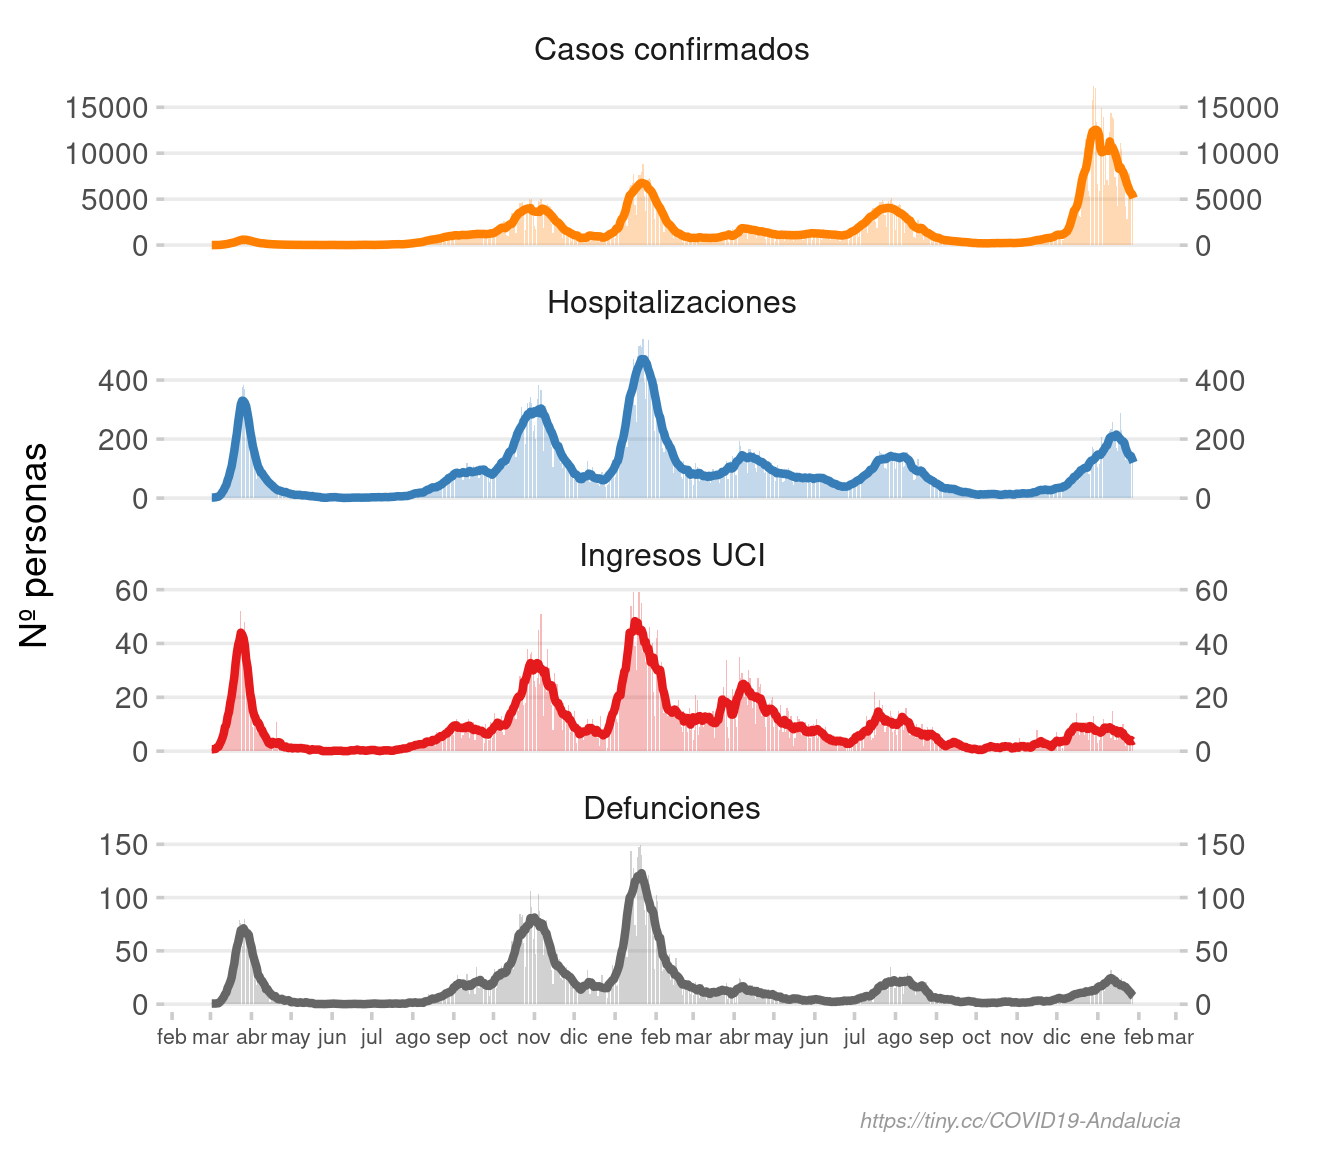 Casos confirmados
15000 15000
10000 10000
5000 5000
0 0
Hospitalizaciones
400 400
200 200
0 0
Nº personas
Ingresos UCI
60 60
40 40
20 20
0 0
Defunciones
150 150
100 100
50 50
0 0
feb mar abr may jun jul ago sep oct nov dic ene feb mar abr may jun jul ago sep oct nov dic ene feb mar
https://tiny.cc/COVID19-Andalucia